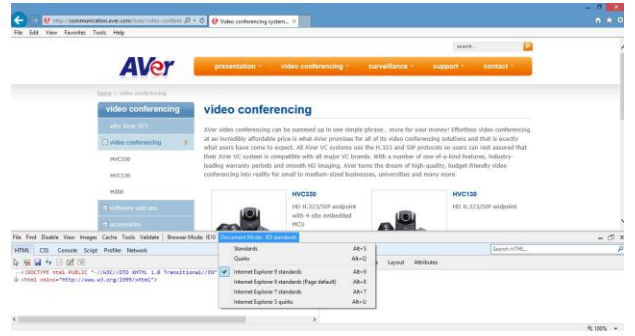 http://communication.aver.com/
Video conferencing system...
File Edit View Favorites Tools Help
search...
AVer
presentation video conferencing surveillance support contact
home > video conferencing
video conferencing
why AVer VC?
video conferencing
HVC330
HVC130
H300
software add-ons
accessories
video conferencing
AVer video conferencing can be summed up in one simple phrase... more for your money! Effortless video conferencing
at an incredibly affordable price is what AVer promises for all of its video conferencing solutions and that is exactly
what users have come to expect. All AVer VC systems use the H.323 and SIP protocols so users can rest assured that
their AVer VC system is compatible with all major VC brands. With a number of one-of-a-kind features, industry-
leading warranty periods and smooth HD imaging, AVer turns the dream of high-quality, budget-friendly video
conferencing into reality for small to medium-sized businesses, universities and many more.
HVC330
HD H.323/SIP endpoint
with 4-site embedded
MCU
HVC130
HD H.323/SIP endpoint
File Find Disable View Images Cache Tools Validate Browser Mode: IE10 Document Mode: IE9 standards
HTML CSS Console Script Profiler Network
Search HTML...
Layout Attributes
<!DOCTYPE html PUBLIC "-//W3C//DTD XHTML 1.0 Transitional//EN"
<html xmlns="http://www.w3.org/1999/xhtml">
Standards Alt+S
Quirks Alt+Q
Internet Explorer 9 standards Alt+9
Internet Explorer 8 standards (Page default) Alt+8
Internet Explorer 7 standards Alt+7
Internet Explorer 5 quirks Alt+U
100%